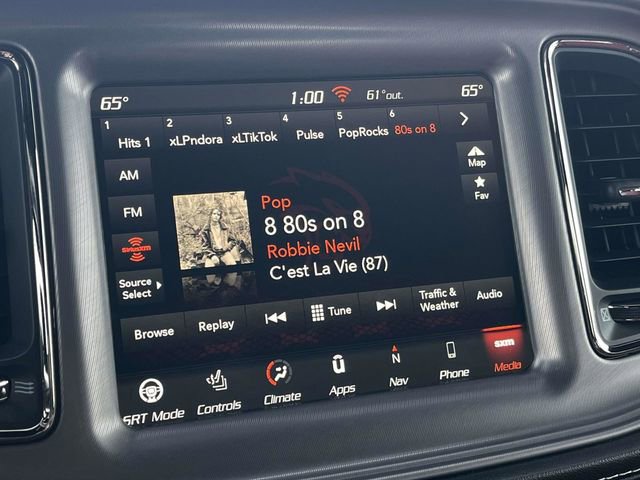 65° 1:00 61°out. 65°
1 2 3 4 5 6
Hits 1 xLPndora xLTikTok Pulse PopRocks 80s on 8
AM
FM
SiriusXM
Source
Select
Map
Fav
Pop
8 80s on 8
Robbie Nevil
C'est La Vie (87)
Browse Replay Tune Traffic &
Weather Audio
SRT Mode Controls Climate Apps Nav Phone Media
N
sxm